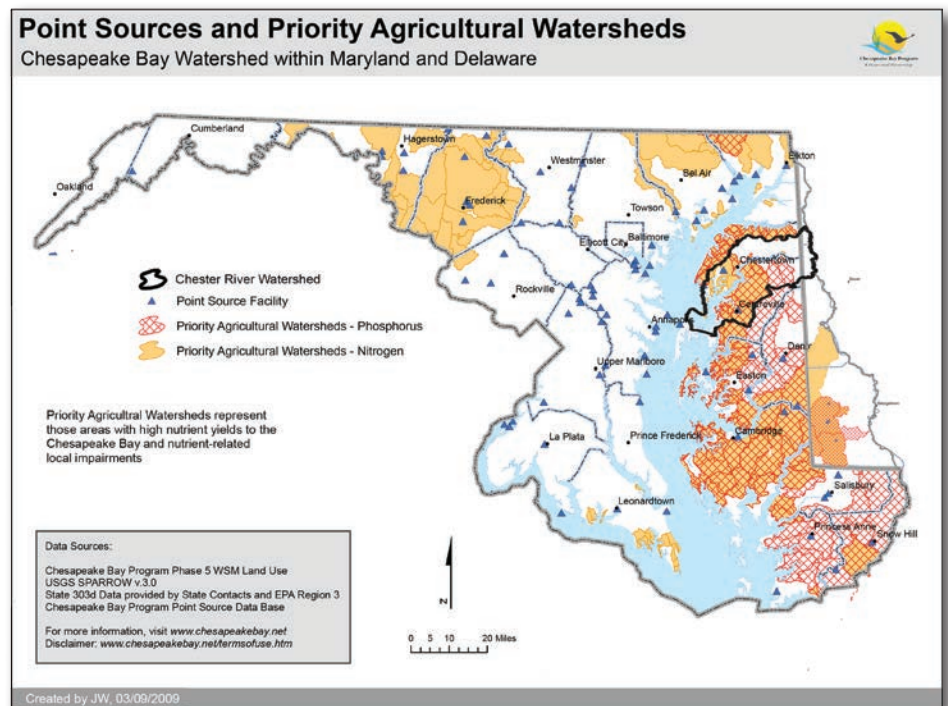 Point Sources and Priority Agricultural Watersheds
Chesapeake Bay Watershed within Maryland and Delaware
Chesapeake Bay Program
Cumberland
Hagerstown
Oakland
Westminster
Elkton
Bel Air
Frederick
Towson
Ellicott City
Baltimore
Chestertown
Chester River Watershed
Point Source Facility
Priority Agricultural Watersheds - Phosphorus
Priority Agricultural Watersheds - Nitrogen
Rockville
Centreville
Annapolis
Upper Marlboro
Easton
Priority Agricultral Watersheds represent
those areas with high nutrient yields to the
Chesapeake Bay and nutrient-related
local impairments
La Plata
Prince Frederick
Cambridge
Leonardtown
Salisbury
Princess Anne
Snow Hill
Data Sources:
Chesapeake Bay Program Phase 5 WSM Land Use
USGS SPARROW v.3.0
State 303d Data provided by State Contacts and EPA Region 3
Chesapeake Bay Program Point Source Data Base
For more information, visit www.chesapeakebay.net
Disclaimer: www.chesapeakebay.net/termsofuse.htm
N
0 5 10 20 Miles
Created by JW, 03/09/2009